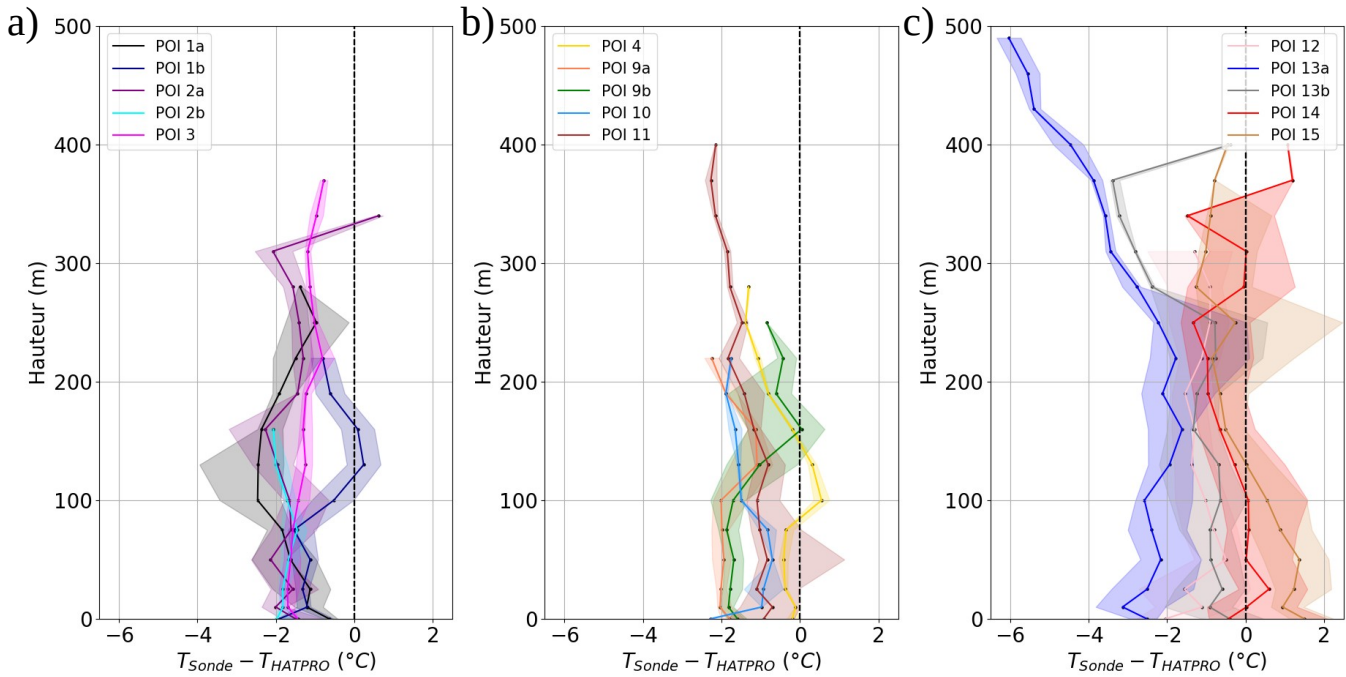 a)
500
400
300
200
100
0
Hauteur (m)
POI 1a
POI 1b
POI 2a
POI 2b
POI 3
−6
−4
−2
0
2
T_Sonde − T_HATPRO (°C)
b)
500
400
300
200
100
0
Hauteur (m)
POI 4
POI 9a
POI 9b
POI 10
POI 11
−6
−4
−2
0
2
T_Sonde − T_HATPRO (°C)
c)
500
400
300
200
100
0
Hauteur (m)
POI 12
POI 13a
POI 13b
POI 14
POI 15
−6
−4
−2
0
2
T_Sonde − T_HATPRO (°C)